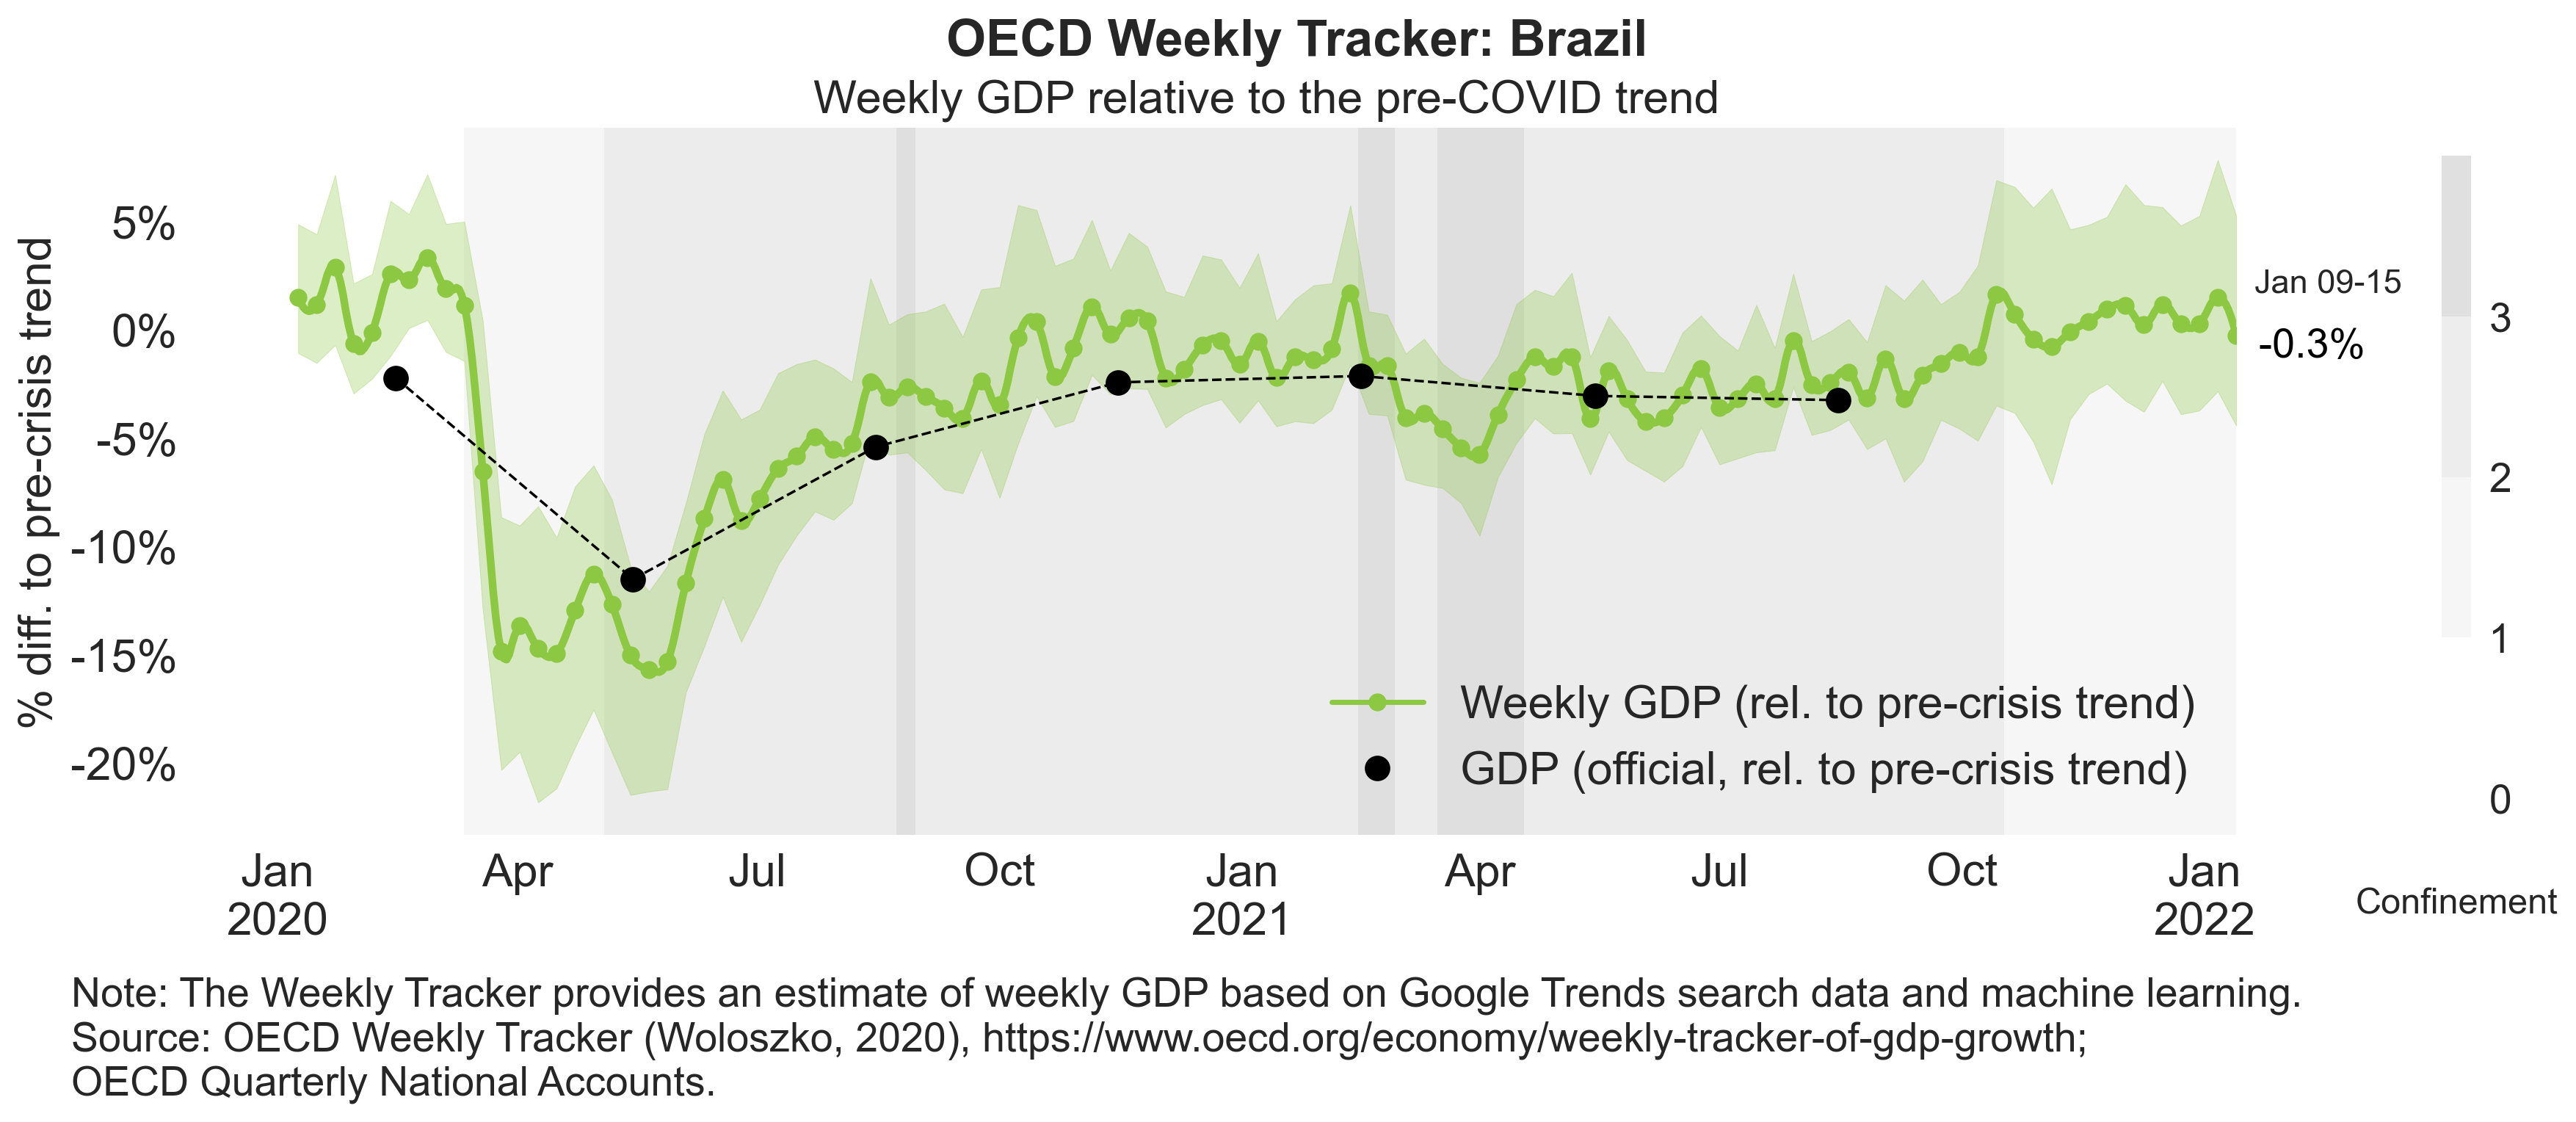 OECD Weekly Tracker: Brazil
Weekly GDP relative to the pre-COVID trend
% diff. to pre-crisis trend
5%
0%
-5%
-10%
-15%
-20%
Jan 09-15
-0.3%
Weekly GDP (rel. to pre-crisis trend)
GDP (official, rel. to pre-crisis trend)
3
2
1
0
Confinement
Jan Apr Jul Oct Jan Apr Jul Oct Jan
2020 2021 2022
Note: The Weekly Tracker provides an estimate of weekly GDP based on Google Trends search data and machine learning.
Source: OECD Weekly Tracker (Woloszko, 2020), https://www.oecd.org/economy/weekly-tracker-of-gdp-growth;
OECD Quarterly National Accounts.